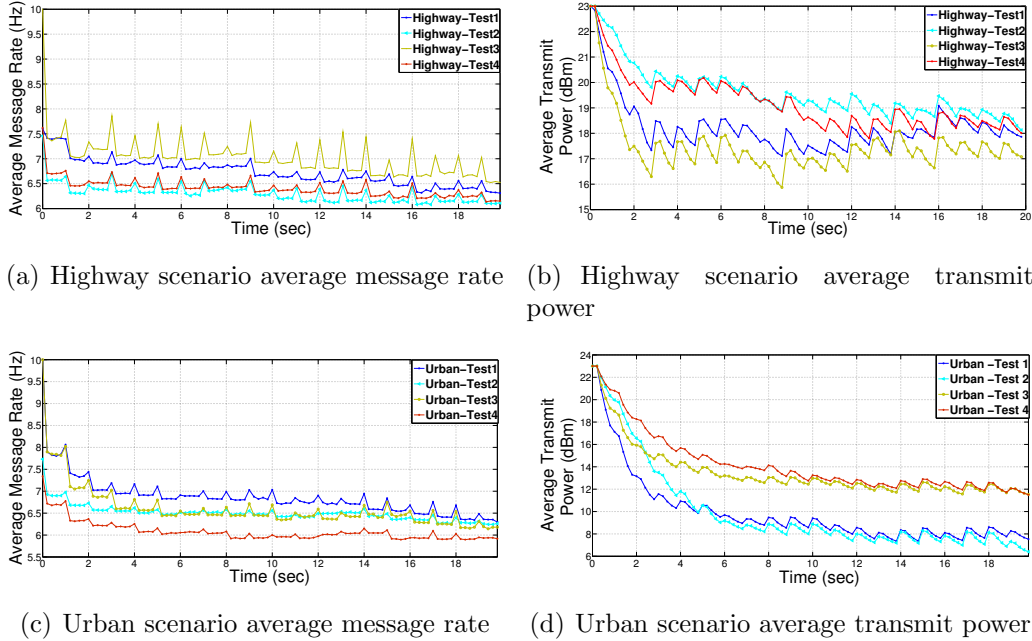 10
9.5
9
8.5
8
7.5
7
6.5
6
Average Message Rate (Hz)
0 2 4 6 8 10 12 14 16 18
Time (sec)
Highway-Test1
Highway-Test2
Highway-Test3
Highway-Test4
(a) Highway scenario average message rate
23
22
21
20
19
18
17
16
15
Average Transmit
Power (dBm)
0 2 4 6 8 10 12 14 16 18 20
Time (sec)
Highway-Test1
Highway-Test2
Highway-Test3
Highway-Test4
(b) Highway scenario average transmit
power
10
9.5
9
8.5
8
7.5
7
6.5
6
5.5
Average Message Rate (Hz)
0 2 4 6 8 10 12 14 16 18
Time (sec)
Urban-Test1
Urban-Test2
Urban-Test3
Urban-Test4
(c) Urban scenario average message rate
24
22
20
18
16
14
12
10
8
6
Average Transmit
Power (dBm)
0 2 4 6 8 10 12 14 16 18
Time (sec)
Urban -Test 1
Urban -Test 2
Urban -Test 3
Urban -Test 4
(d) Urban scenario average transmit power